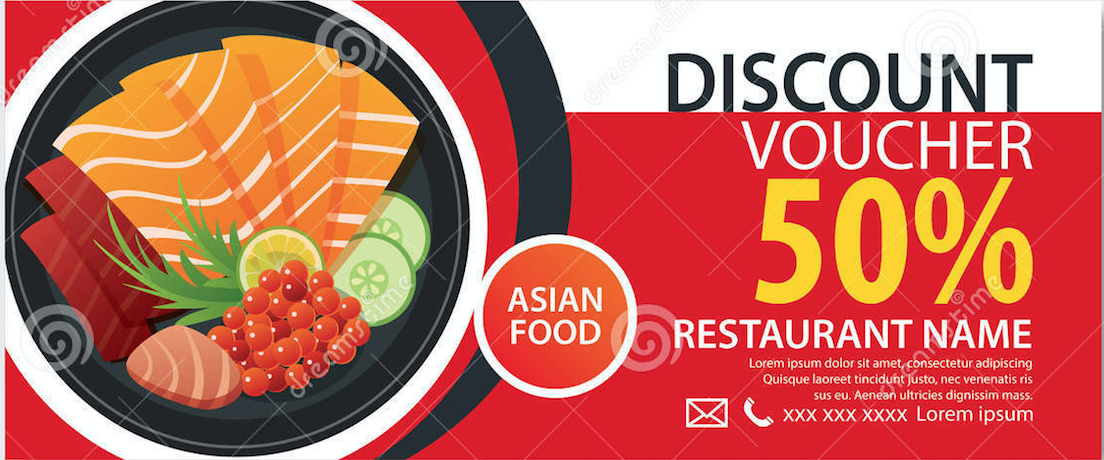 DISCOUNT
VOUCHER
50%
ASIAN
FOOD
RESTAURANT NAME
Lorem ipsum dolor sit amet, consectetur adipiscing
Quisque laoreet tincidunt justo, nec venenatis ris
sus eu. Aenean ultricies dignissim mass.
xxx xxx xxxx Lorem ipsum
dreamstime